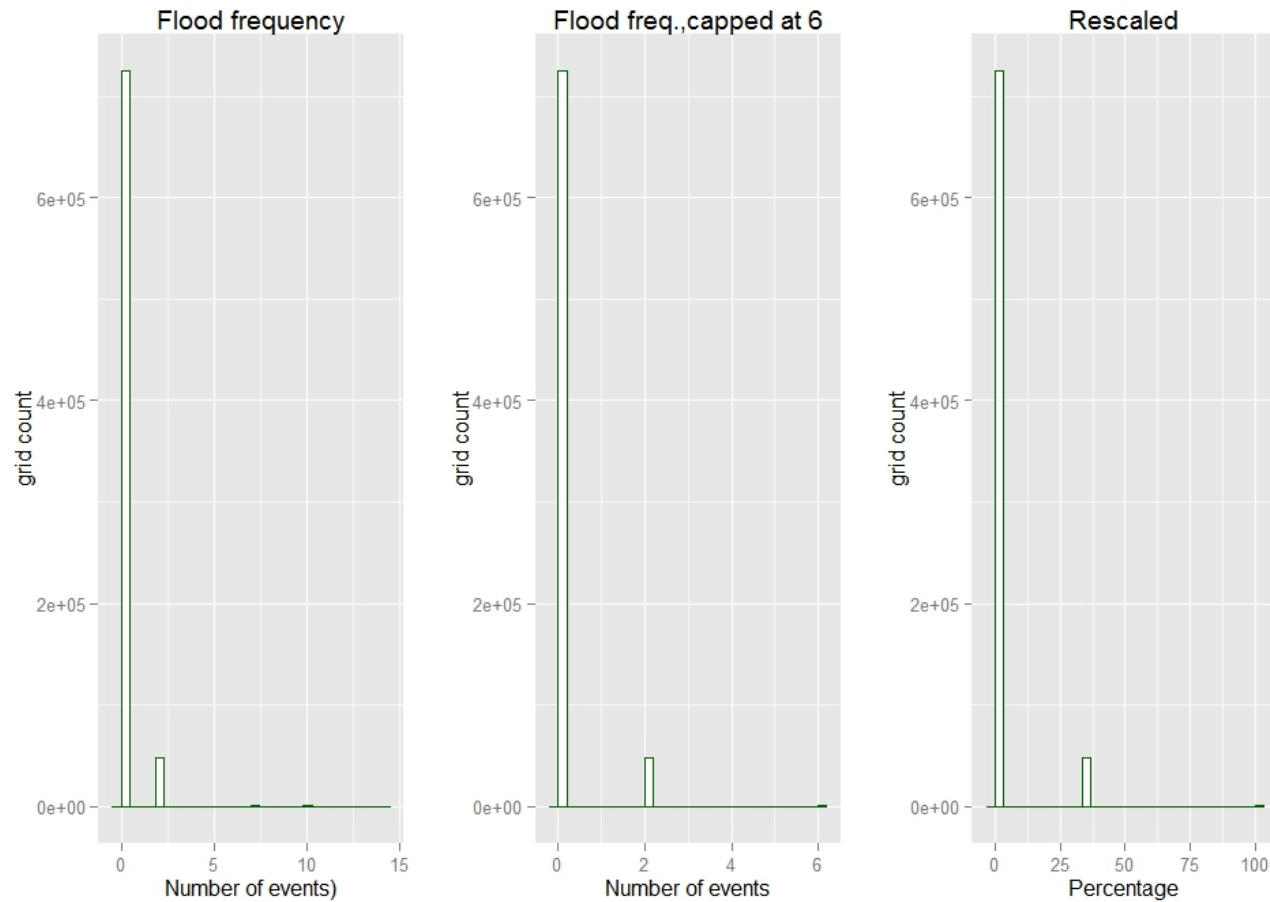 Flood frequency
grid count
6e+05
4e+05
2e+05
0e+00
0 5 10 15
Number of events)
Flood freq.,capped at 6
grid count
6e+05
4e+05
2e+05
0e+00
0 2 4 6
Number of events
Rescaled
grid count
6e+05
4e+05
2e+05
0e+00
0 25 50 75 100
Percentage